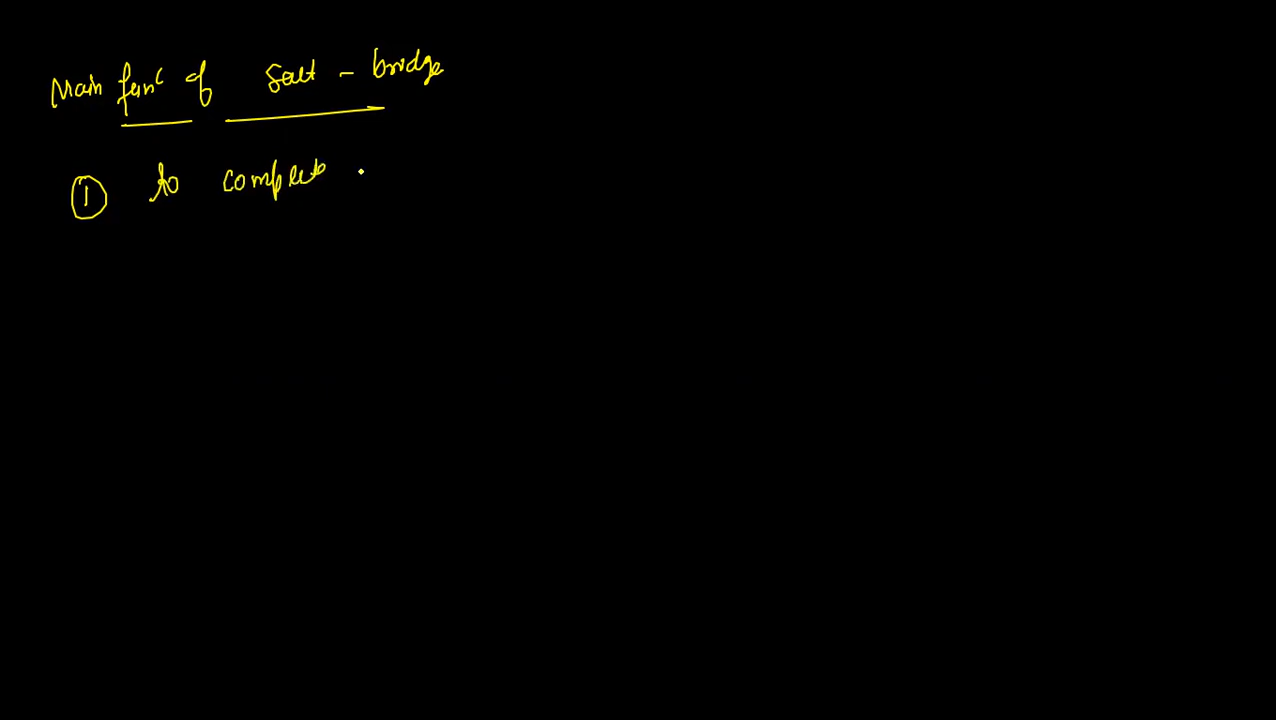 Main func of salt - bridge
① to complete